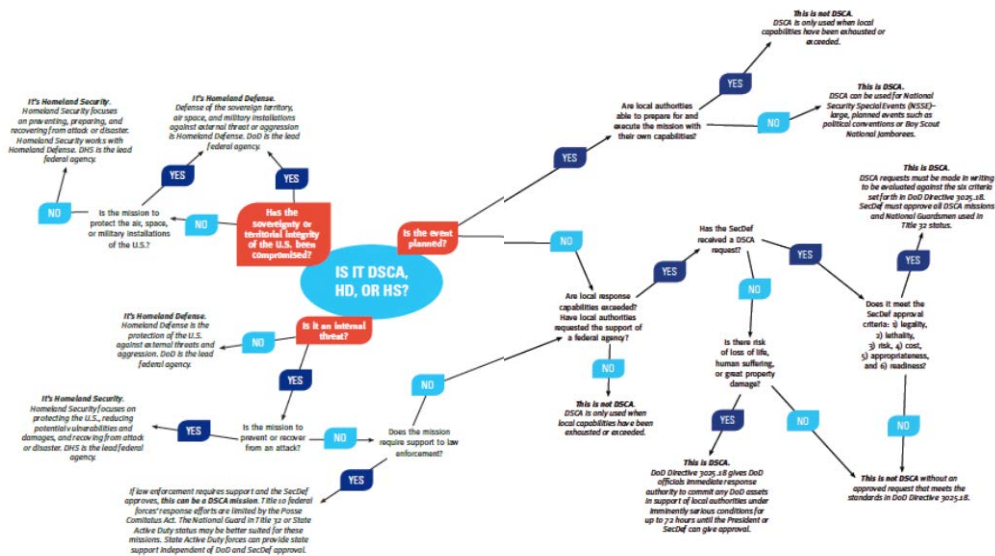 This is not DSCA.
DSCA is only used when local
capabilities have been exhausted or
exceeded.
YES
Are local authorities
able to prepare for and
execute the mission with
their own capabilities?
NO
This is DSCA.
DSCA can be used for National
Security Special Events (NSSE)–
large, planned events such as
political conventions or Boy Scout
National Jamborees.
YES
It's Homeland Security.
Homeland Security focuses
on preventing, preparing, and
recovering from attack or disaster.
Homeland Security works with
Homeland Defense. DHS is the lead
federal agency.
It's Homeland Defense.
Defense of the sovereign territory,
air space, and military installations
against external threat or aggression
is Homeland Defense. DoD is the lead
federal agency.
YES
YES
NO
Is the mission to
protect the air, space,
or military installations
of the U.S.?
NO
Has the
sovereignty or
territorial integrity
of the U.S. been
compromised?
Is the event
planned?
IS IT DSCA,
HD, OR HS?
NO
Are local response
capabilities exceeded?
Have local authorities
requested the support of
a federal agency?
YES
Has the SecDef
received a DSCA
request?
YES
This is DSCA.
DSCA requests must be made in writing
to be evaluated against the six criteria
set forth in DoD Directive 3025.18.
SecDef must approve all DSCA missions
and National Guardsmen used in
Title 32 status.
YES
Does it meet the
SecDef approval
criteria: 1) legality,
2) lethality,
3) risk, 4) cost,
5) appropriateness,
and 6) readiness?
NO
Is there risk
of loss of life,
human suffering,
or great property
damage?
It's Homeland Defense.
Homeland Defense is the
protection of the U.S.
against external threats and
aggression. DoD is the lead
federal agency.
NO
Is it an internal
threat?
YES
NO
NO
This is not DSCA.
DSCA is only used when
local capabilities have been
exhausted or exceeded.
It's Homeland Security.
Homeland Security focuses on
protecting the U.S., reducing
potential vulnerabilities and
damages, and recoving from attack
or disaster. DHS is the lead federal
agency.
YES
Is the mission to
prevent or recover
from an attack?
NO
Does the mission
require support to law
enforcement?
YES
If law enforcement requires support and the SecDef
approves, this can be a DSCA mission. Title 10 federal
forces' response efforts are limited by the Posse
Comitatus Act. The National Guard in Title 32 or State
Active Duty status may be better suited for these
missions. State Active Duty forces can provide state
support independent of DoD and SecDef approval.
YES
This is DSCA.
DoD Directive 3025.18 gives DoD
officials immediate response
authority to commit any DoD assets
in support of local authorities under
imminently serious conditions for
up to 72 hours until the President or
SecDef can give approval.
NO
NO
This is not DSCA without an
approved request that meets the
standards in DoD Directive 3025.18.